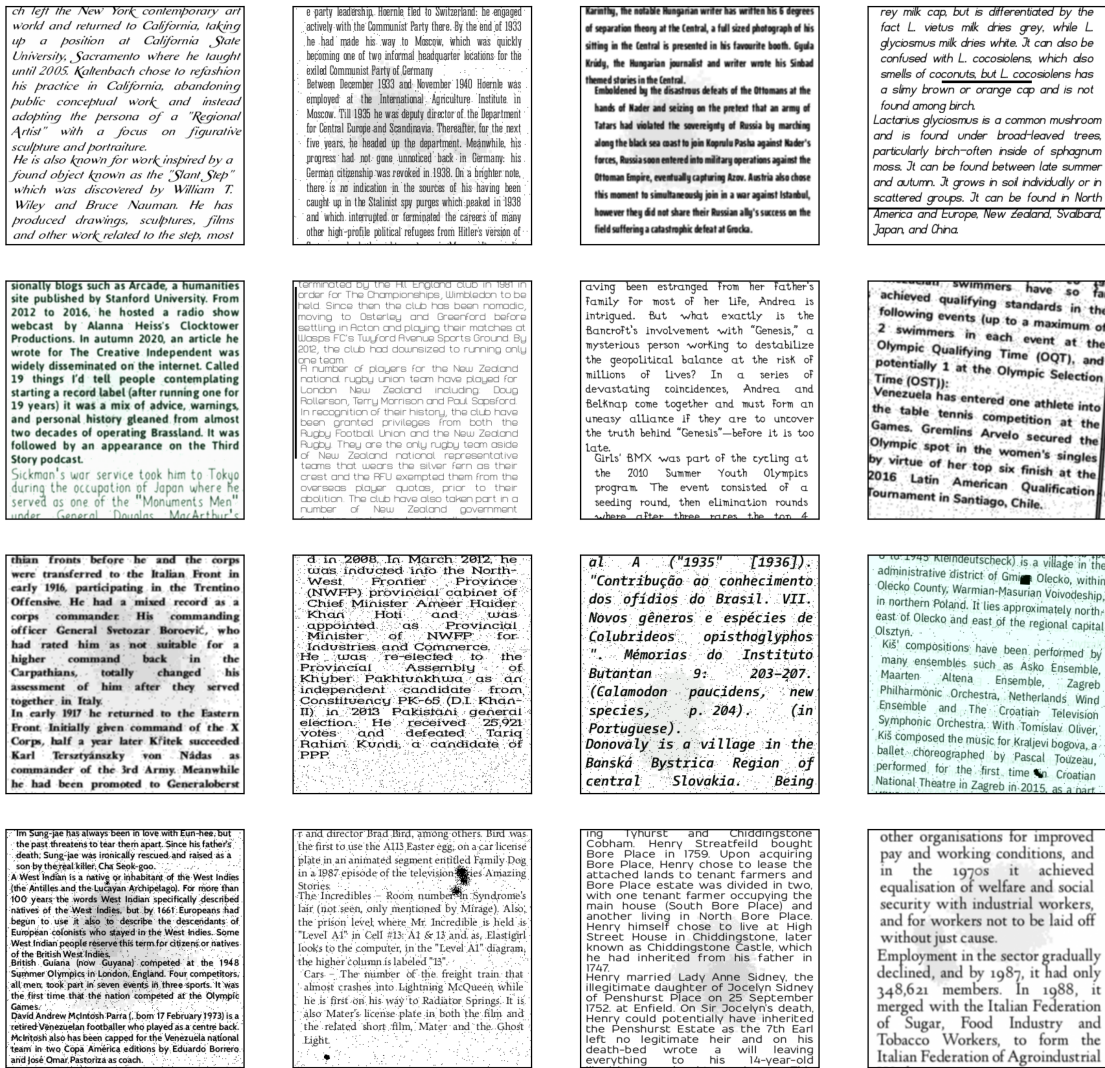 ch left the New York contemporary art
world and returned to California, taking
up a position at California State
University, Sacramento where he taught
until 2005. Kaltenbach chose to refashion
his practice in California, abandoning
public conceptual work and instead
adopting the persona of a "Regional
Artist" with a focus on figurative
sculpture and portraiture.
He is also known for work inspired by a
found object known as the "Slant Step"
which was discovered by William T.
Wiley and Bruce Nauman. He has
produced drawings, sculptures, films
and other work related to the step, most
e party leadership, Hoernle fled to Switzerland: be engaged
actively with the Communist Party there. By the end of 1933
he had made his way to Moscow, which was quickly
becoming one of two informal headquarter locations for the
exiled Communist Party of Germany
Between December 1933 and November 1940 Hoernle was
employed at the International Agriculture Institute in
Moscow. Till 1935 he was deputy director of the Department
for Central Europe and Scandinavia. Thereafter, for the next
five years, he headed up the department. Meanwhile, his
progress had not gone unnoticed back in Germany: his
German citizenship was revoked in 1938. On a brighter note,
there is no indication in the sources of his having been
caught up in the Stalinist spy purges which peaked in 1938
and which interrupted or terminated the careers of many
other high-profile political refugees from Hitler's version of
Karinthy, the notable Hungarian writer has written his 6 degrees
of separation theory at the Central, a full sized photograph of his
sitting in the Central is presented in his favourite booth. Gyula
Krúdy, the Hungarian journalist and writer wrote his Sinbad
themed stories in the Central.
Emboldened by the disastrous defeats of the Ottomans at the
hands of Nader and seizing on the pretext that an army of
Tatars had violated the sovereignty of Russia by marching
along the black sea coast to join Koprulu Pasha against Nader's
forces, Russia soon entered into military operations against the
Ottoman Empire, eventually capturing Azov. Austria also chose
this moment to simultaneously join in a war against Istanbul,
however they did not share their Russian ally's success on the
field suffering a catastrophic defeat at Grocka.
rey milk cap, but is differentiated by the
fact L. vietus milk dries grey, while L.
glyciosmus milk dries white. It can also be
confused with L. cocosiolens, which also
smells of coconuts, but L. cocosiolens has
a slimy brown or orange cap and is not
found among birch.
Lactarius glyciosmus is a common mushroom
and is found under broad-leaved trees,
particularly birch-often inside of sphagnum
moss. It can be found between late summer
and autumn. It grows in soil individually or in
scattered groups. It can be found in North
America and Europe, New Zealand, Svalbard,
Japan, and China.
sionally blogs such as Arcade, a humanities
site published by Stanford University. From
2012 to 2016, he hosted a radio show
webcast by Alanna Heiss's Clocktower
Productions. In autumn 2020, an article he
wrote for The Creative Independent was
widely disseminated on the internet. Called
19 things I'd tell people contemplating
starting a record label (after running one for
19 years) it was a mix of advice, warnings,
and personal history gleaned from almost
two decades of operating Brassland. It was
followed by an appearance on the Third
Story podcast.
Sickman's war service took him to Tokyo
during the occupation of Japan where he
served as one of the "Monuments Men"
under General Douglas MacArthur's
terminated by the All England club in 1981 in
order for The Championships, Wimbledon to be
held. Since then the club has been nomadic,
moving to Osterley and Greenford before
settling in Acton and playing their matches at
Wasps FC's Twyford Avenue Sports Ground. By
2012, the club had downsized to running only
one team.
A number of players for the New Zealand
national rugby union team have played for
London New Zealand including Doug
Rollerson, Terry Morrison and Paul Sapsford.
In recognition of their history, the club have
been granted privileges from both the
Rugby Football Union and the New Zealand
Rugby. They are the only rugby team aside
of New Zealand national representative
teams that wears the silver fern as their
crest and the RFU exempted them from the
overseas player quotas, prior to their
abolition. The club have also taken part in a
number of New Zealand government
aving been estranged from her father's
family for most of her life, Andrea is
intrigued. But what exactly is the
Bancroft's involvement with "Genesis," a
mysterious person working to destabilize
the geopolitical balance at the risk of
millions of lives? In a series of
devastating coincidences, Andrea and
Belknap come together and must form an
uneasy alliance if they are to uncover
the truth behind "Genesis"—before it is too
late.
Girls' BMX was part of the cycling at
the 2010 Summer Youth Olympics
program. The event consisted of a
seeding round, then elimination rounds
where after three races the top 4
swimmers have so fa
achieved qualifying standards in the
following events (up to a maximum of
2 swimmers in each event at the
Olympic Qualifying Time (OQT), and
potentially 1 at the Olympic Selection
Time (OST)):
Venezuela has entered one athlete into
the table tennis competition at the
Games. Gremlins Arvelo secured the
Olympic spot in the women's singles
by virtue of her top six finish at the
2016 Latin American Qualification
Tournament in Santiago, Chile.
thian fronts before he and the corps
were transferred to the Italian Front in
early 1916, participating in the Trentino
Offensive. He had a mixed record as a
corps commander. His commanding
officer General Svetozar Boroević, who
had rated him as not suitable for a
higher command back in the
Carpathians, totally changed his
assessment of him after they served
together in Italy.
In early 1917 he returned to the Eastern
Front. Initially given command of the X
Corps, half a year later Křitek succeeded
Karl Tersztyánszky von Nádas as
commander of the 3rd Army. Meanwhile
he had been promoted to Generaloberst
d in 2008. In March 2012, he
was inducted into the North-
West Frontier Province
(NWFP) provincial cabinet of
Chief Minister Ameer Haider
Khan Hoti and was
appointed as Provincial
Minister of NWFP for
Industries and Commerce.
He was re-elected to the
Provincial Assembly of
Khyber Pakhtunkhwa as an
independent candidate from
Constituency PK-65 (D.I. Khan-
II) in 2013 Pakistani general
election. He received 25,921
votes and defeated Tariq
Rahim Kundi, a candidate of
PPP
al A ("1935" [1936]).
"Contribução ao conhecimento
dos ofídios do Brasil. VII.
Novos gêneros e espécies de
Colubrideos opisthoglyphos
". Mémorias do Instituto
Butantan 9: 203–207.
(Calamodon paucidens, new
species, p. 204). (in
Portuguese).
Donovaly is a village in the
Banská Bystrica Region of
central Slovakia. Being
o to 1945 Kleindeutscheck) is a village in the
administrative district of Gmina Olecko, within
Olecko County, Warmian-Masurian Voivodeship,
in northern Poland. It lies approximately north-
east of Olecko and east of the regional capital
Olsztyn.
Kiš' compositions have been performed by
many ensembles such as Asko Ensemble,
Maarten Altena Ensemble, Zagreb
Philharmonic Orchestra, Netherlands Wind
Ensemble and The Croatian Television
Symphonic Orchestra. With Tomislav Oliver,
Kiš composed the music for Kraljevi bogova, a
ballet choreographed by Pascal Touzeau,
performed for the first time in Croatian
National Theatre in Zagreb in 2015, as a part
Im Sung-jae has always been in love with Eun-hee, but
the past threatens to tear them apart. Since his father's
death, Sung-jae was ironically rescued and raised as a
son by the real killer, Cha Seok-goo.
A West Indian is a native or inhabitant of the West Indies
(the Antilles and the Lucayan Archipelago). For more than
100 years the words West Indian specifically described
natives of the West Indies, but by 1661 Europeans had
begun to use it also to describe the descendants of
European colonists who stayed in the West Indies. Some
West Indian people reserve this term for citizens or natives
of the British West Indies.
British Guiana (now Guyana) competed at the 1948
Summer Olympics in London, England. Four competitors,
all men, took part in seven events in three sports. It was
the first time that the nation competed at the Olympic
Games.
David Andrew McIntosh Parra (, born 17 February 1973) is a
retired Venezuelan footballer who played as a centre back.
McIntosh also has been capped for the Venezuela national
team in two Copa América editions by Eduardo Borrero
and José Omar Pastoriza as coach.
r and director Brad Bird, among others. Bird was
the first to use the A113 Easter egg, on a car license
plate in an animated segment entitled Family Dog
in a 1987 episode of the television Amazing
Stories.
The Incredibles – Room number in Syndrome's
lair (not seen, only mentioned by Mirage). Also,
the prison level where Mr. Incredible is held is
"Level A1" in Cell #13: A1 & 13 and as, Elastigirl
looks to the computer, in the "Level A1" diagram,
the higher column is labeled "13".
Cars – The number of the freight train that
almost crashes into Lightning McQueen while
he is first on his way to Radiator Springs. It is
also Mater's license plate in both the film and
the related short film, Mater and the Ghost
Light.
ing Tyhurst and Chiddingstone
Cobham. Henry Streatfeild bought
Bore Place in 1759. Upon acquiring
Bore Place, Henry chose to lease the
attached lands to tenant farmers and
Bore Place estate was divided in two,
with one tenant farmer occupying the
main house (South Bore Place) and
another living in North Bore Place.
Henry himself chose to live at High
Street House in Chiddingstone, later
known as Chiddingstone Castle, which
he had inherited from his father in
1747.
Henry married Lady Anne Sidney, the
illegitimate daughter of Jocelyn Sidney
of Penshurst Place on 25 September
1752. at Enfield. On Sir Jocelyn's death,
Henry could potentially have inherited
the Penshurst Estate as the 7th Earl
left no legitimate heir and on his
death-bed wrote a will leaving
everything to his 14-year-old
other organisations for improved
pay and working conditions, and
in the 1970s it achieved
equalisation of welfare and social
security with industrial workers,
and for workers not to be laid off
without just cause.
Employment in the sector gradually
declined, and by 1987, it had only
348,621 members. In 1988, it
merged with the Italian Federation
of Sugar, Food Industry and
Tobacco Workers, to form the
Italian Federation of Agroindustrial